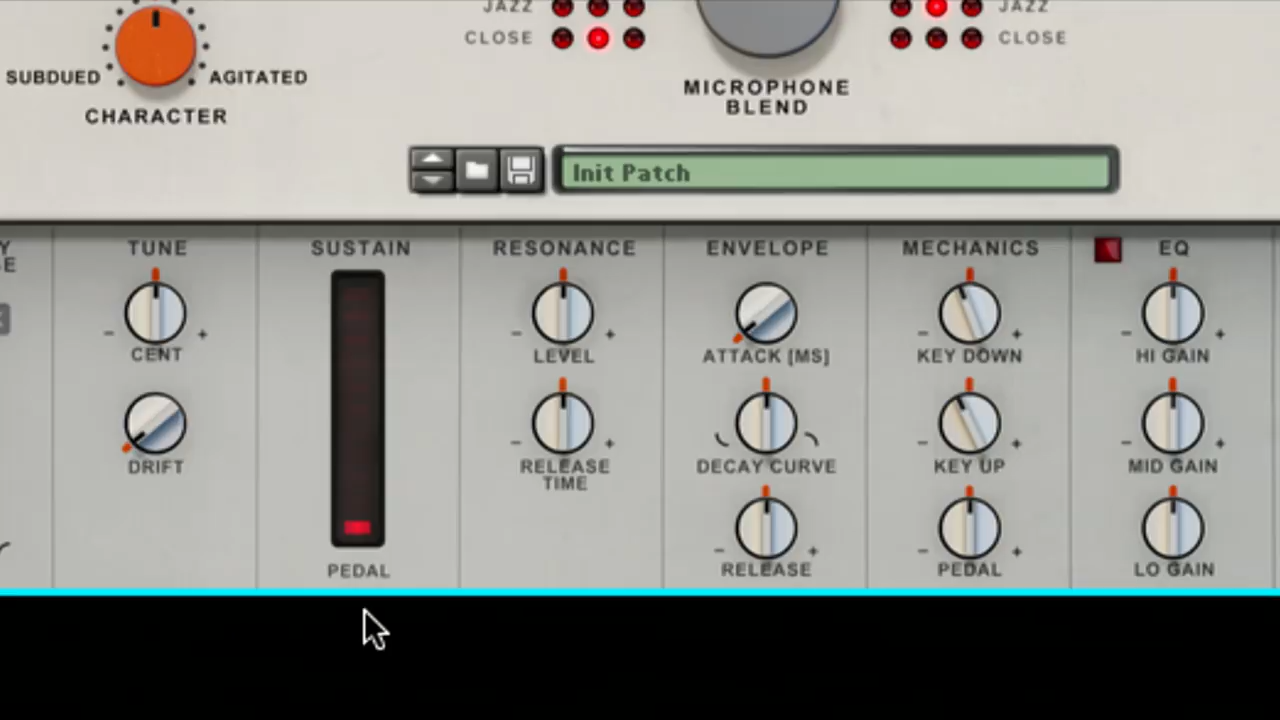 JAZZ
JAZZ
CLOSE
CLOSE
SUBDUED
AGITATED
CHARACTER
MICROPHONE
BLEND
Init Patch
TUNE
SUSTAIN
RESONANCE
ENVELOPE
MECHANICS
EQ
- +
CENT
- +
LEVEL
ATTACK [MS]
- +
KEY DOWN
- +
HI GAIN
DRIFT
- +
RELEASE
TIME
DECAY CURVE
- +
KEY UP
- +
MID GAIN
PEDAL
- +
RELEASE
- +
PEDAL
LO GAIN